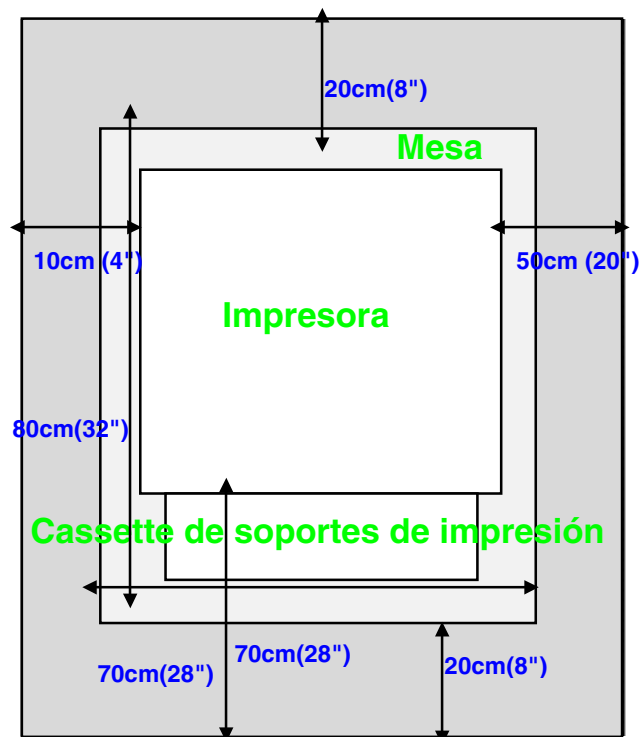 20cm(8")
Mesa
10cm (4")
50cm (20")
Impresora
80cm(32")
Cassette de soportes de impresión
70cm(28")
70cm(28")
20cm(8")